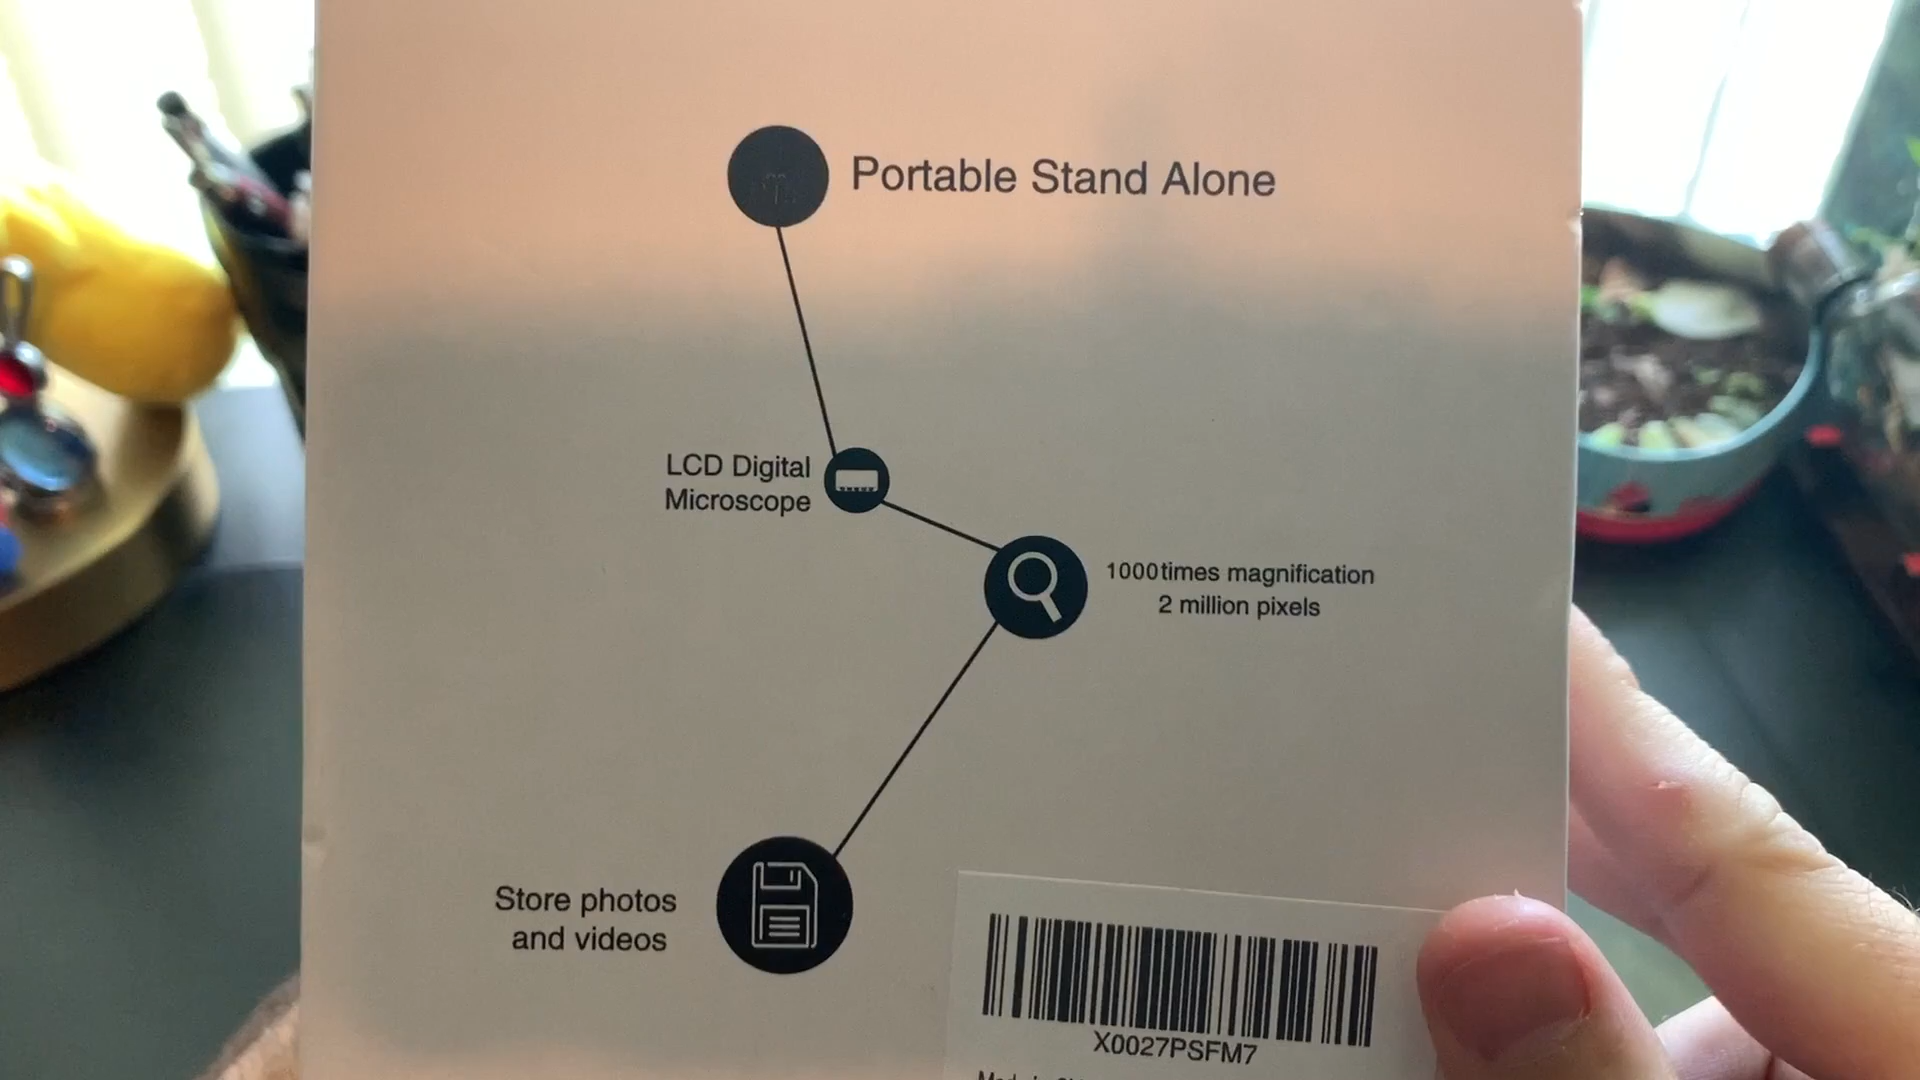 Portable Stand Alone
LCD Digital
Microscope
1000times magnification
2 million pixels
Store photos
and videos
X0027PSFM7